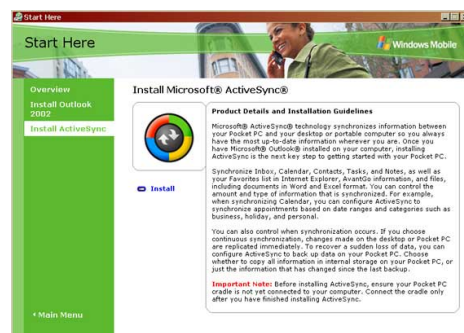 Start Here
Start Here
Windows Mobile
Overview
Install Outlook
2002
Install ActiveSync
Install Microsoft® ActiveSync®
Install
Product Details and Installation Guidelines
Microsoft® ActiveSync® technology synchronizes information between
your Pocket PC and your desktop or portable computer so you always
have the most up-to-date information wherever you are. Once you
have Microsoft® Outlook® installed on your computer, installing
ActiveSync is the next key step to getting started with your Pocket PC.
Synchronize Inbox, Calendar, Contacts, Tasks, and Notes, as well as
your Favorites list in Internet Explorer, AvantGo information, and files,
including documents in Word and Excel format. You can control the
amount and type of information that is synchronized. For example,
when synchronizing Calendar, you can configure ActiveSync to
synchronize appointments based on date ranges and categories such as
business, holiday, and personal.
You can also control when synchronization occurs. If you choose
continuous synchronization, changes made on the desktop or Pocket PC
are replicated immediately. To recover a sudden loss of data, you can
configure ActiveSync to back up data on your Pocket PC. Choose
whether to copy all information in internal storage on your Pocket PC, or
just the information that has changed since the last backup.
Important Note: Before installing ActiveSync, ensure your Pocket PC
cradle is not yet connected to your computer. Connect the cradle only
after you have finished installing ActiveSync.
Main Menu